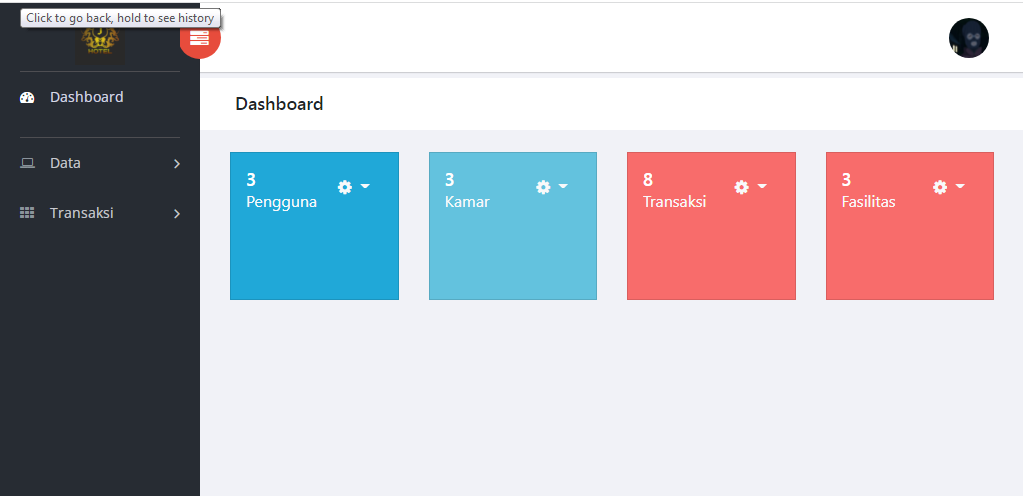 Click to go back, hold to see history
HOTEL
Dashboard
Data
Transaksi
Dashboard
3
Pengguna
3
Kamar
8
Transaksi
3
Fasilitas